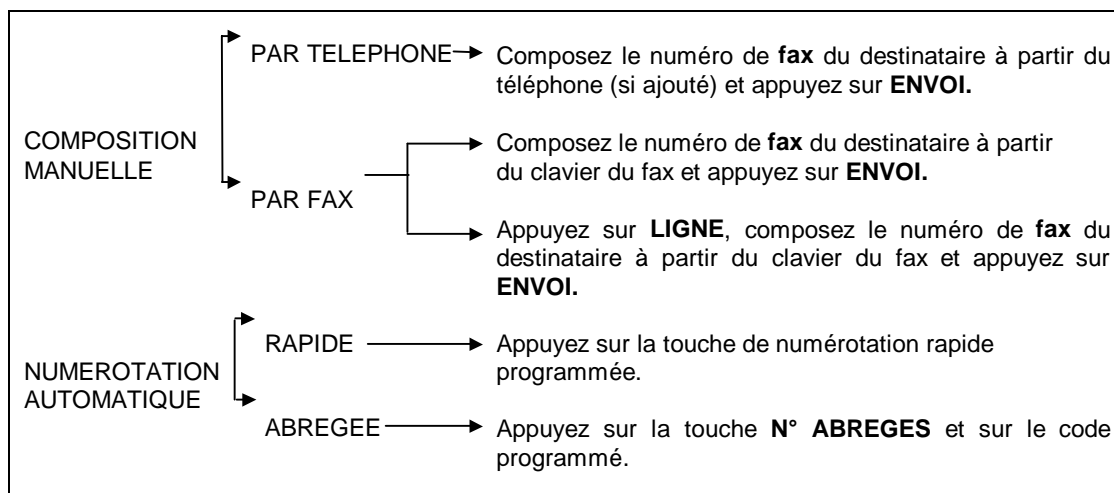 PAR TELEPHONE
Composez le numéro de fax du destinataire à partir du
téléphone (si ajouté) et appuyez sur ENVOI.
COMPOSITION
MANUELLE
PAR FAX
Composez le numéro de fax du destinataire à partir
du clavier du fax et appuyez sur ENVOI.
Appuyez sur LIGNE, composez le numéro de fax du
destinataire à partir du clavier du fax et appuyez sur
ENVOI.
NUMEROTATION
AUTOMATIQUE
RAPIDE
Appuyez sur la touche de numérotation rapide
programmée.
ABREGEE
Appuyez sur la touche N° ABREGES et sur le code
programmé.